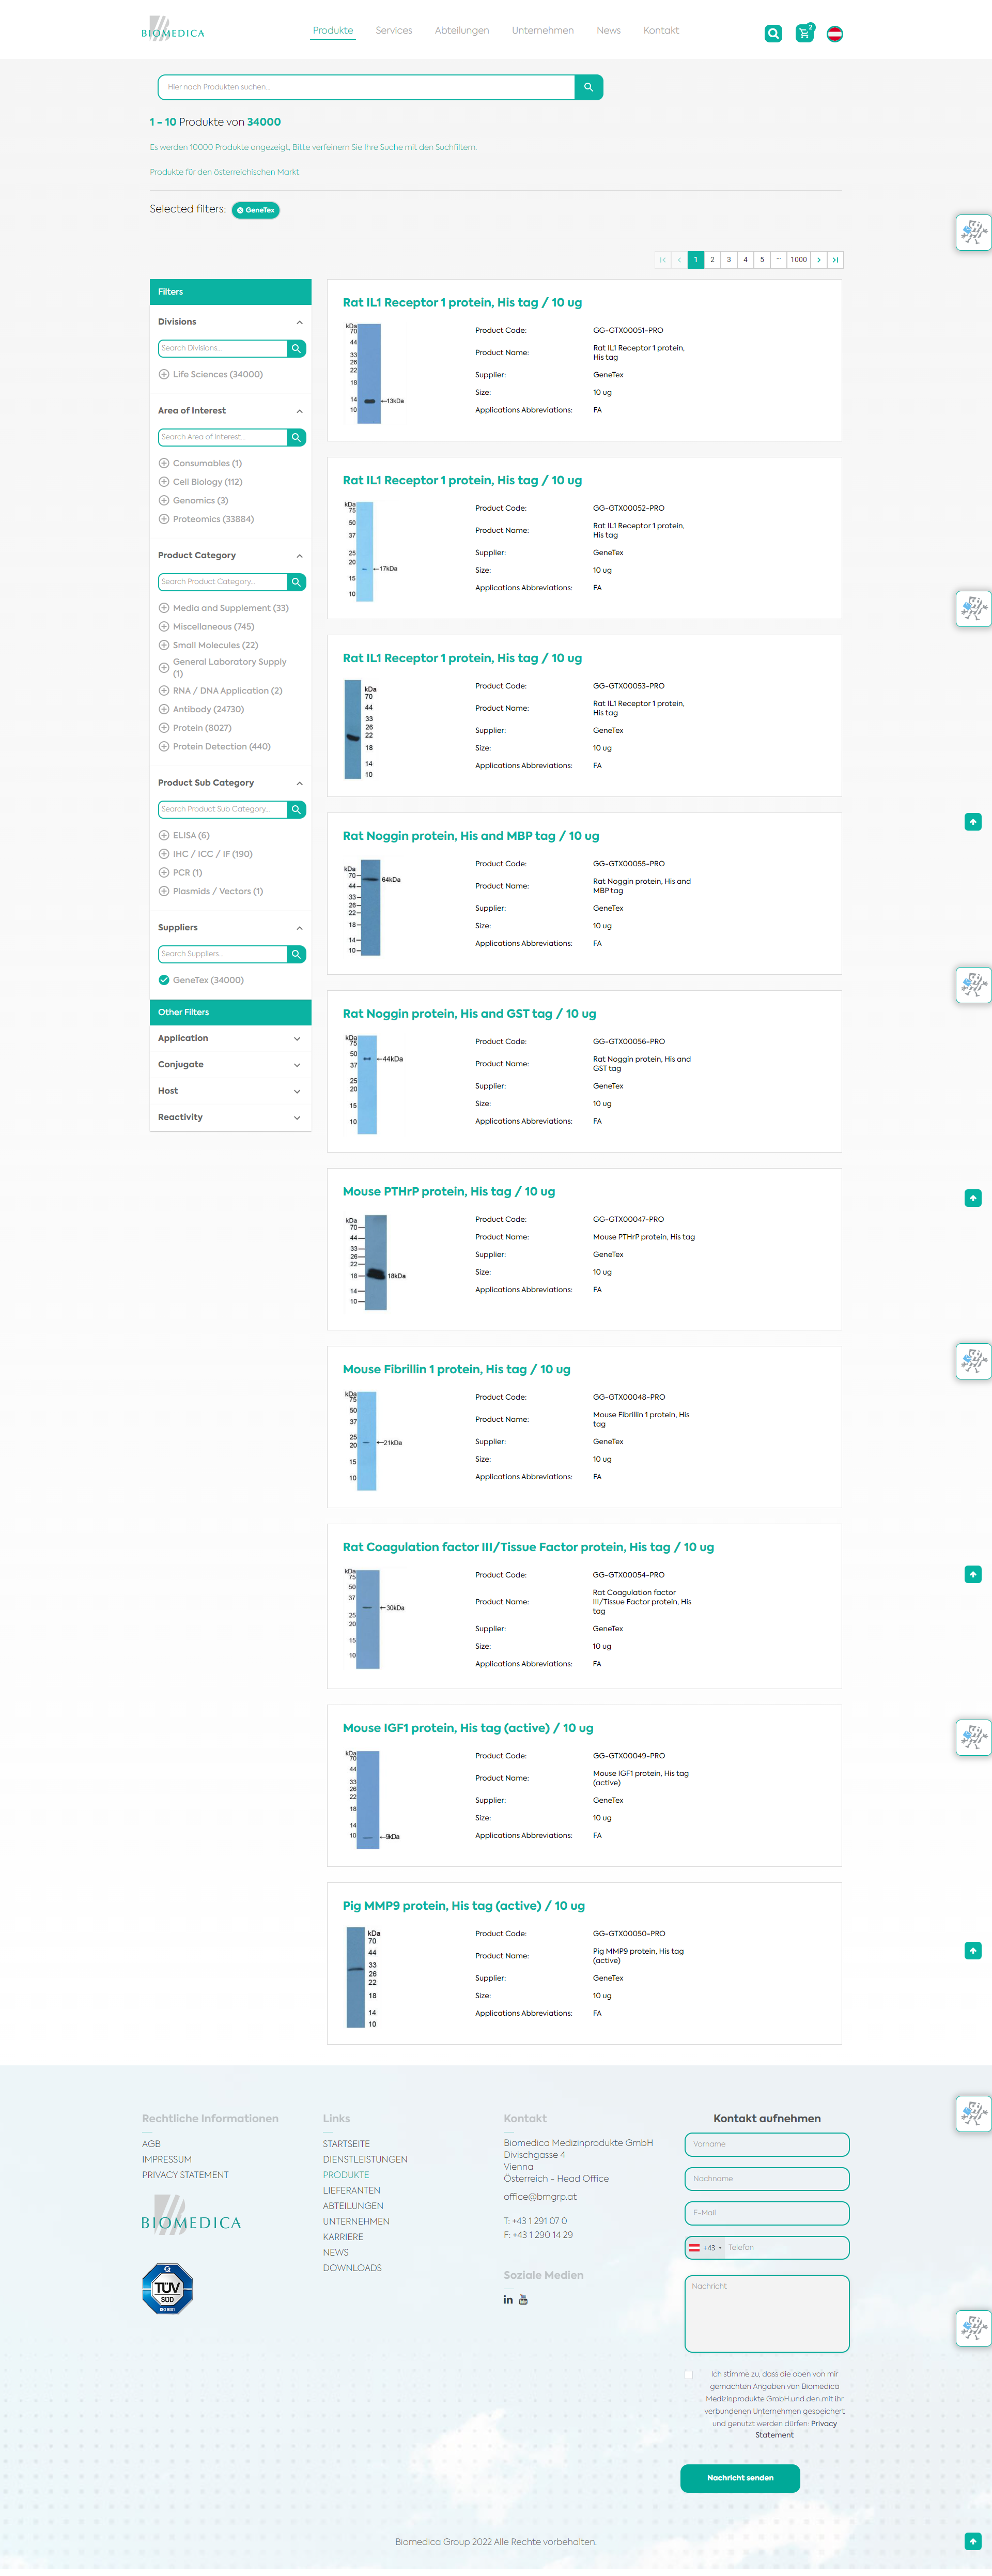 BIOMEDICA
Produkte
Services
Abteilungen
Unternehmen
News
Kontakt
2
Hier nach Produkten suchen...
1 - 10 Produkte von 34000
Es werden 10000 Produkte angezeigt, Bitte verfeinern Sie Ihre Suche mit den Suchfiltern.
Produkte für den österreichischen Markt
Selected filters: GeneTex
1 2 3 4 5 ... 1000
Filters
Divisions
Search Divisions...
Life Sciences (34000)
Area of Interest
Search Area of Interest...
Consumables (1)
Cell Biology (112)
Genomics (3)
Proteomics (33884)
Product Category
Search Product Category...
Media and Supplement (33)
Miscellaneous (745)
Small Molecules (22)
General Laboratory Supply
(1)
RNA / DNA Application (2)
Antibody (24730)
Protein (8027)
Protein Detection (440)
Product Sub Category
Search Product Sub Category...
ELISA (6)
IHC / ICC / IF (190)
PCR (1)
Plasmids / Vectors (1)
Suppliers
Search Suppliers...
GeneTex (34000)
Other Filters
Application
Conjugate
Host
Reactivity
Rat IL1 Receptor 1 protein, His tag / 10 ug
kDa
70
44
33
26
22
18
14
10
13kDa
Product Code: GG-GTX00051-PRO
Product Name: Rat IL1 Receptor 1 protein,
His tag
Supplier: GeneTex
Size: 10 ug
Applications Abbreviations: FA
Rat IL1 Receptor 1 protein, His tag / 10 ug
kDa
75
50
37
25
20
15
10
17kDa
Product Code: GG-GTX00052-PRO
Product Name: Rat IL1 Receptor 1 protein,
His tag
Supplier: GeneTex
Size: 10 ug
Applications Abbreviations: FA
Rat IL1 Receptor 1 protein, His tag / 10 ug
kDa
70
44
33
26
22
18
14
10
Product Code: GG-GTX00053-PRO
Product Name: Rat IL1 Receptor 1 protein,
His tag
Supplier: GeneTex
Size: 10 ug
Applications Abbreviations: FA
Rat Noggin protein, His and MBP tag / 10 ug
kDa
70
44
33
26
22
18
14
10
64kDa
Product Code: GG-GTX00055-PRO
Product Name: Rat Noggin protein, His and
MBP tag
Supplier: GeneTex
Size: 10 ug
Applications Abbreviations: FA
Rat Noggin protein, His and GST tag / 10 ug
kDa
75
50
37
25
20
15
10
44kDa
Product Code: GG-GTX00056-PRO
Product Name: Rat Noggin protein, His and
GST tag
Supplier: GeneTex
Size: 10 ug
Applications Abbreviations: FA
Mouse PTHrP protein, His tag / 10 ug
kDa
70
44
33
26
22
18
14
10
18kDa
Product Code: GG-GTX00047-PRO
Product Name: Mouse PTHrP protein, His tag
Supplier: GeneTex
Size: 10 ug
Applications Abbreviations: FA
Mouse Fibrillin 1 protein, His tag / 10 ug
kDa
75
50
37
25
20
15
10
21kDa
Product Code: GG-GTX00048-PRO
Product Name: Mouse Fibrillin 1 protein, His
tag
Supplier: GeneTex
Size: 10 ug
Applications Abbreviations: FA
Rat Coagulation factor III/Tissue Factor protein, His tag / 10 ug
kDa
75
50
37
25
20
15
10
30kDa
Product Code: GG-GTX00054-PRO
Product Name: Rat Coagulation factor
III/Tissue Factor protein, His
tag
Supplier: GeneTex
Size: 10 ug
Applications Abbreviations: FA
Mouse IGF1 protein, His tag (active) / 10 ug
kDa
70
44
33
26
22
18
14
10
9kDa
Product Code: GG-GTX00049-PRO
Product Name: Mouse IGF1 protein, His tag
(active)
Supplier: GeneTex
Size: 10 ug
Applications Abbreviations: FA
Pig MMP9 protein, His tag (active) / 10 ug
kDa
70
44
33
26
22
18
14
10
Product Code: GG-GTX00050-PRO
Product Name: Pig MMP9 protein, His tag
(active)
Supplier: GeneTex
Size: 10 ug
Applications Abbreviations: FA
Rechtliche Informationen
AGB
IMPRESSUM
PRIVACY STATEMENT
BIOMEDICA
TÜV
SÜD
ISO 9001
Links
STARTSEITE
DIENSTLEISTUNGEN
PRODUKTE
LIEFERANTEN
ABTEILUNGEN
UNTERNEHMEN
KARRIERE
NEWS
DOWNLOADS
Kontakt
Biomedica Medizinprodukte GmbH
Divischgasse 4
Vienna
Österreich - Head Office
office@bmgrp.at
T: +43 1 291 07 0
F: +43 1 290 14 29
Soziale Medien
in You
Kontakt aufnehmen
Vorname
Nachname
E-Mail
+43 Telefon
Nachricht
Ich stimme zu, dass die oben von mir
gemachten Angaben von Biomedica
Medizinprodukte GmbH und den mit ihr
verbundenen Unternehmen gespeichert
und genutzt werden dürfen: Privacy
Statement
Nachricht senden
Biomedica Group 2022 Alle Rechte vorbehalten.